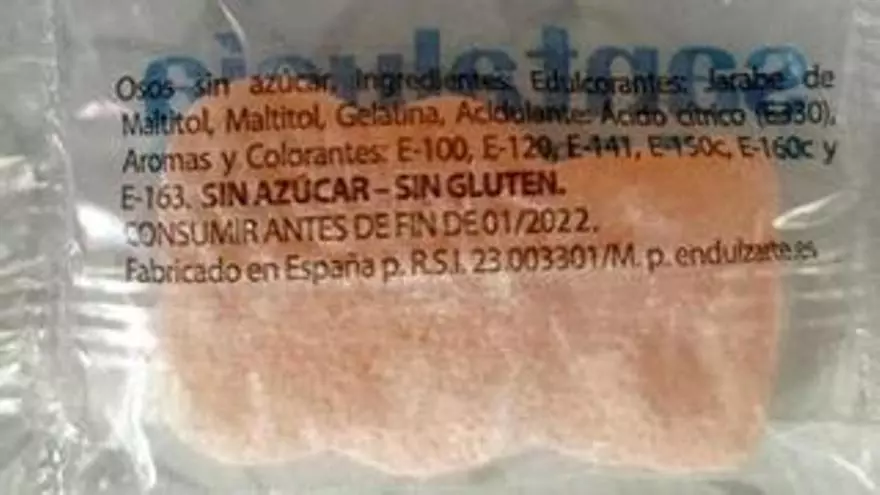 Osos sin azúcar. Ingredientes: Edulcorantes: Jarabe de
Maltitol, Maltitol, Gelatina, Acidulante: Ácido cítrico (E-330),
Aromas y Colorantes: E-100, E-120, E-141, E-150c, E-160c y
E-163. SIN AZÚCAR – SIN GLUTEN.
CONSUMIR ANTES DE FIN DE 01/2022.
Fabricado en España p. R.S.I. 23.003301/M. p. endulzarte.es